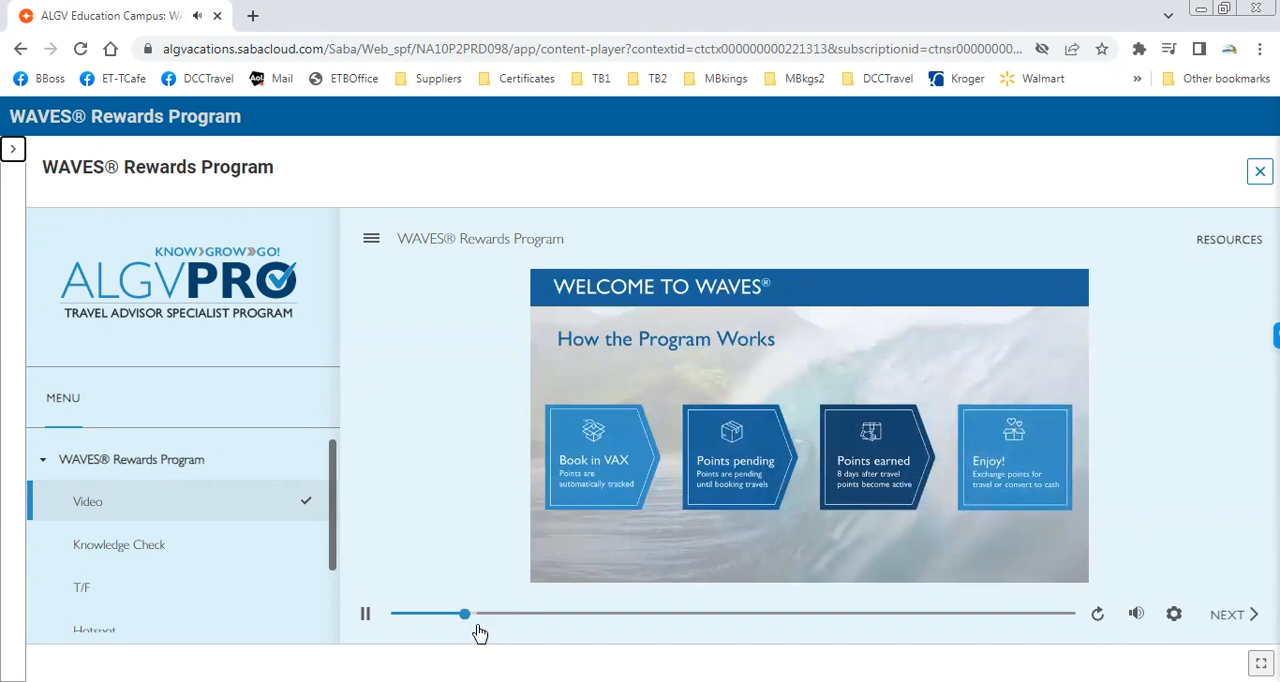 ALGV Education Campus: WA
algvacations.sabacloud.com/Saba/Web_spf/NA10P2PRD098/app/content-player?contextid=ctctx000000000221313&subscriptionid=ctnsr00000000...
BBoss
ET-TCafe
DCCTravel
Aol.
Mail
ETBOffice
Suppliers
Certificates
TB1
TB2
MBkings
MBkgs2
DCCTravel
Kroger
Walmart
»
Other bookmarks
WAVES® Rewards Program
WAVES® Rewards Program
KNOW>GROW>GO!
ALGVPRO
TRAVEL ADVISOR SPECIALIST PROGRAM
MENU
WAVES® Rewards Program
Video
Knowledge Check
T/F
Hotspot
WAVES® Rewards Program
RESOURCES
WELCOME TO WAVES®
How the Program Works
Book in VAX
Points are
automatically tracked
Points pending
Points are pending
until booking travels
Points earned
8 days after travel
points become active
Enjoy!
Exchange points for
travel or convert to cash
NEXT